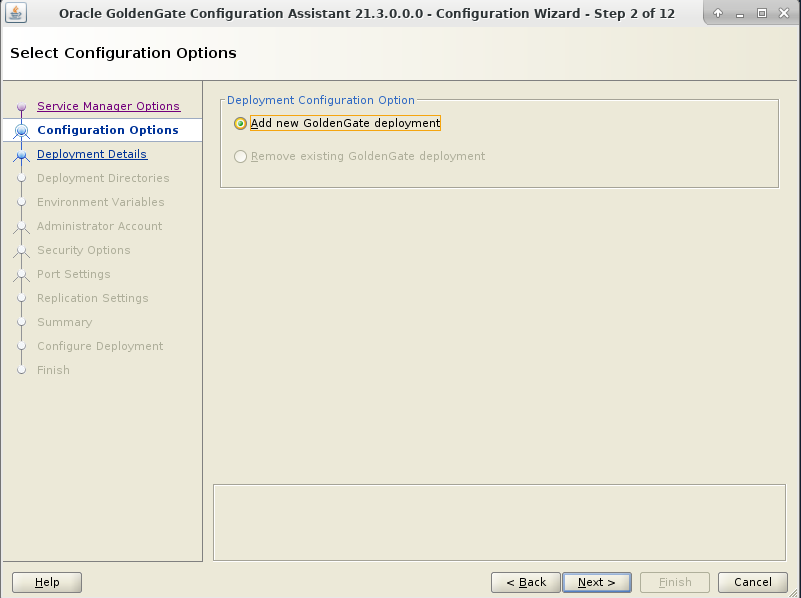 Oracle GoldenGate Configuration Assistant 21.3.0.0.0 - Configuration Wizard - Step 2 of 12
Select Configuration Options
Service Manager Options
Configuration Options
Deployment Details
Deployment Directories
Environment Variables
Administrator Account
Security Options
Port Settings
Replication Settings
Summary
Configure Deployment
Finish
Deployment Configuration Option
Add new GoldenGate deployment
Remove existing GoldenGate deployment
Help
< Back
Next >
Finish
Cancel